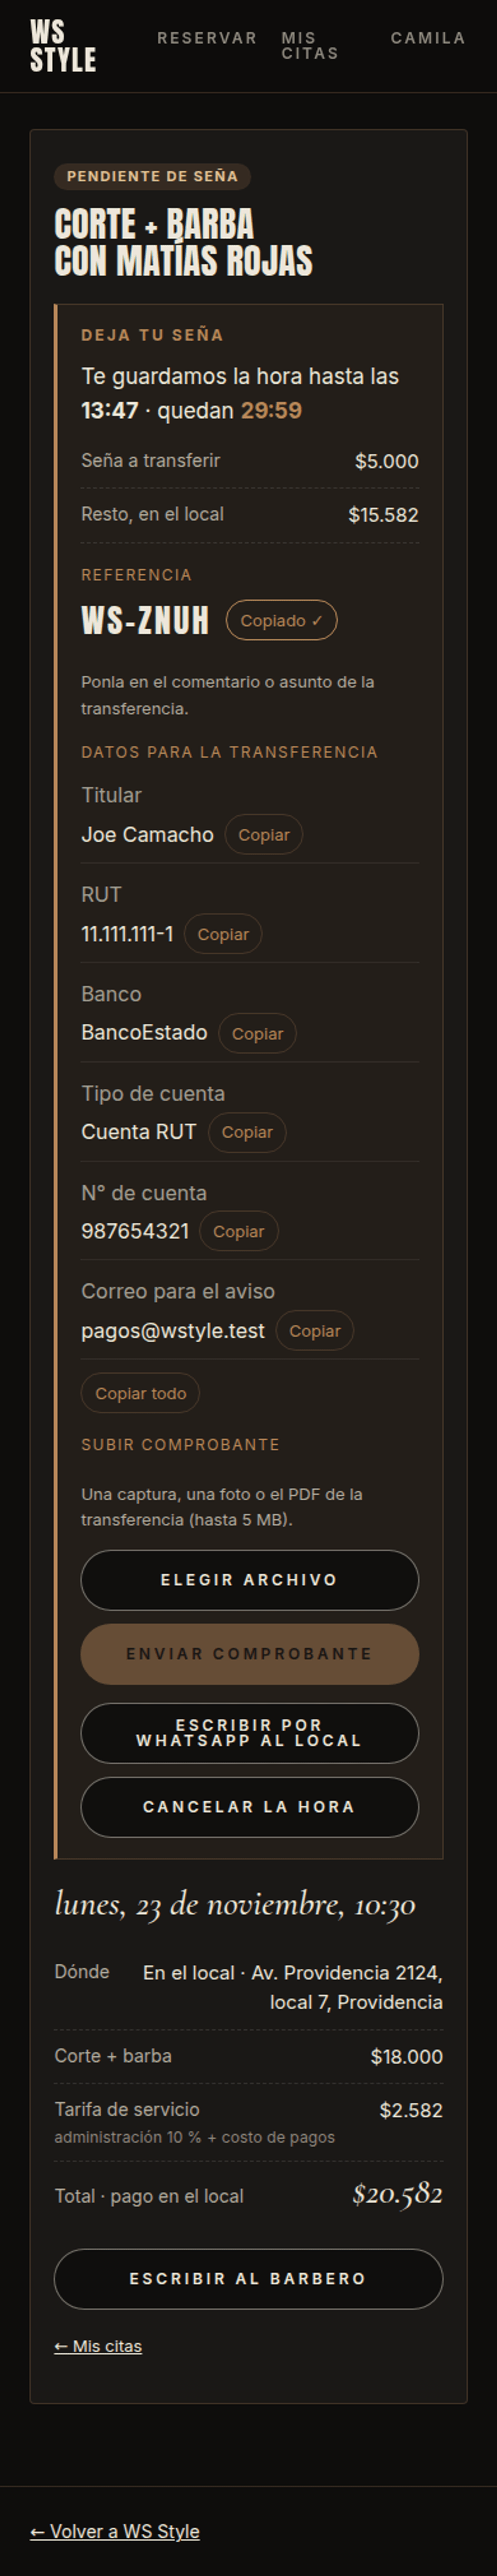 WS
STYLE
RESERVAR
MIS
CITAS
CAMILA
PENDIENTE DE SEÑA
CORTE + BARBA
CON MATÍAS ROJAS
DEJA TU SEÑA
Te guardamos la hora hasta las
13:47 · quedan 29:59
Seña a transferir $5.000
Resto, en el local $15.582
REFERENCIA
WS-ZNUH Copiado ✓
Ponla en el comentario o asunto de la
transferencia.
DATOS PARA LA TRANSFERENCIA
Titular
Joe Camacho Copiar
RUT
11.111.111-1 Copiar
Banco
BancoEstado Copiar
Tipo de cuenta
Cuenta RUT Copiar
N° de cuenta
987654321 Copiar
Correo para el aviso
pagos@wstyle.test Copiar
Copiar todo
SUBIR COMPROBANTE
Una captura, una foto o el PDF de la
transferencia (hasta 5 MB).
ELEGIR ARCHIVO
ENVIAR COMPROBANTE
ESCRIBIR POR
WHATSAPP AL LOCAL
CANCELAR LA HORA
lunes, 23 de noviembre, 10:30
Dónde En el local · Av. Providencia 2124,
local 7, Providencia
Corte + barba $18.000
Tarifa de servicio $2.582
administración 10 % + costo de pagos
Total · pago en el local $20.582
ESCRIBIR AL BARBERO
← Mis citas
← Volver a WS Style